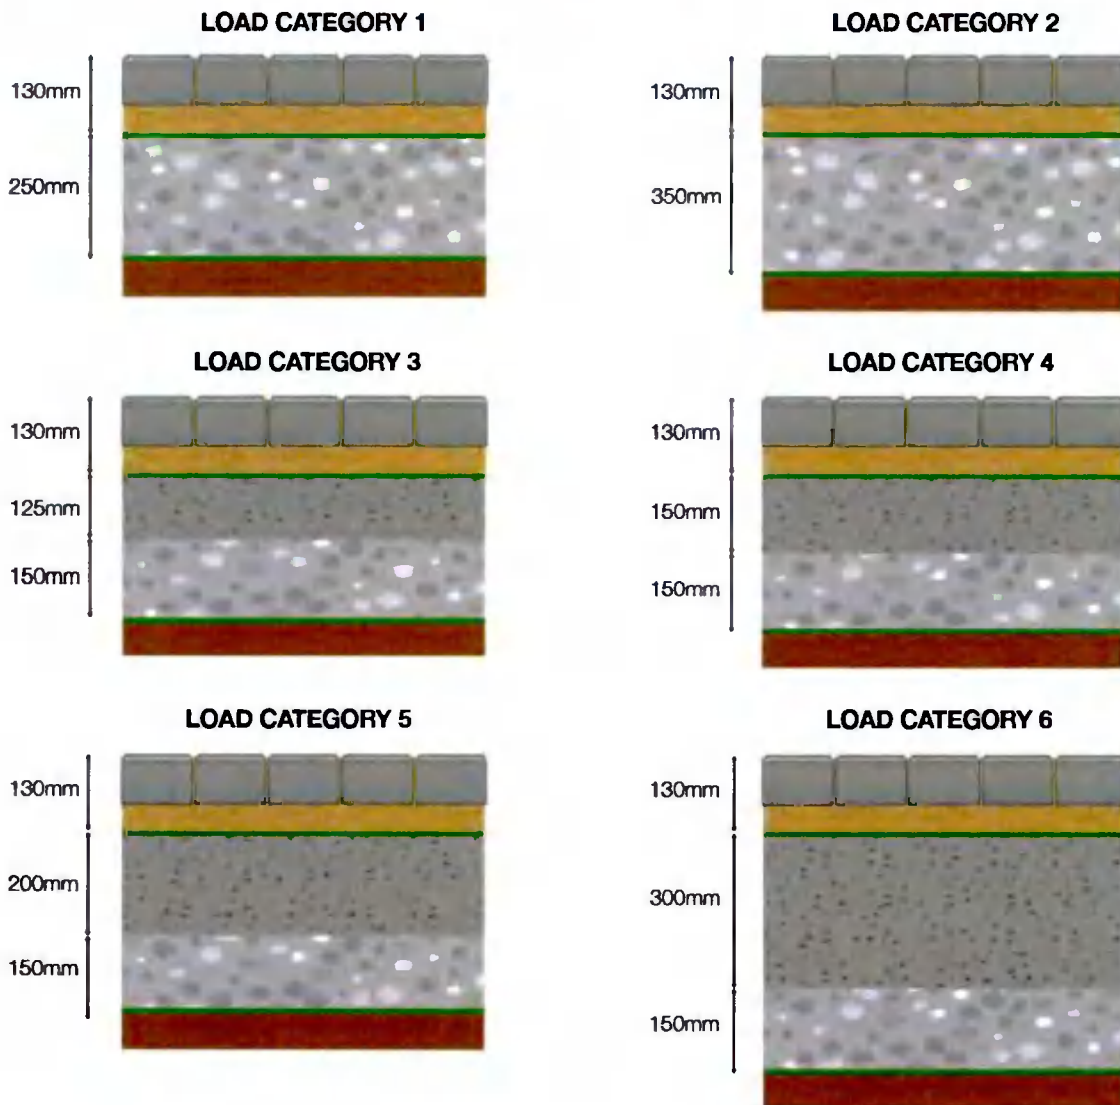 LOAD CATEGORY 1
130mm
250mm
LOAD CATEGORY 2
130mm
350mm
LOAD CATEGORY 3
130mm
125mm
150mm
LOAD CATEGORY 4
130mm
150mm
150mm
LOAD CATEGORY 5
130mm
200mm
150mm
LOAD CATEGORY 6
130mm
300mm
150mm